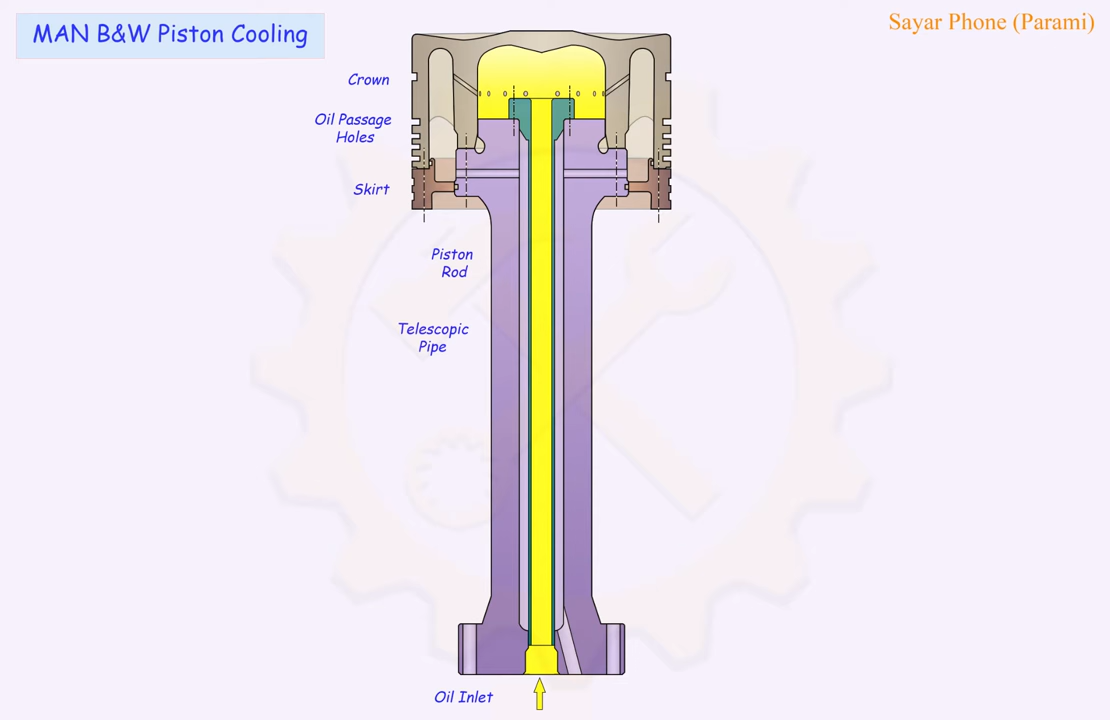 MAN B&W Piston Cooling
Sayar Phone (Parami)
Crown
Oil Passage
Holes
Skirt
Piston
Rod
Telescopic
Pipe
Oil Inlet